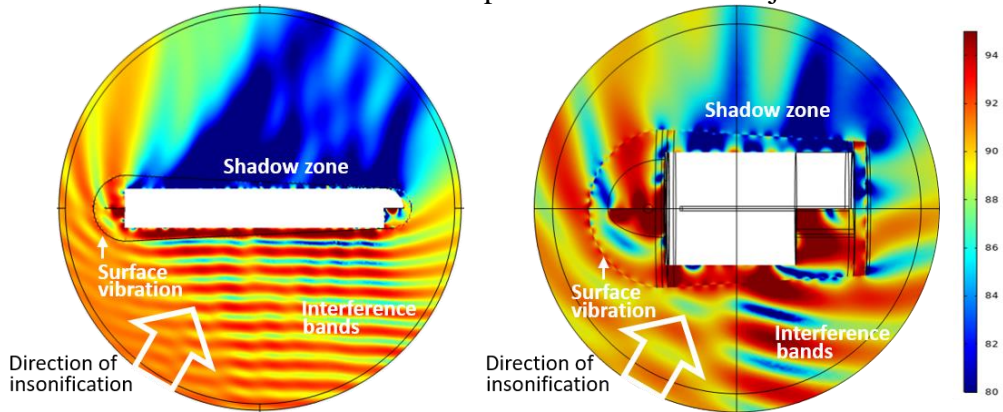 Shadow zone
Surface
vibration
Interference
bands
Direction of
insonification
Shadow zone
Surface
vibration
Interference
bands
Direction of
insonification
94
92
90
88
86
84
82
80